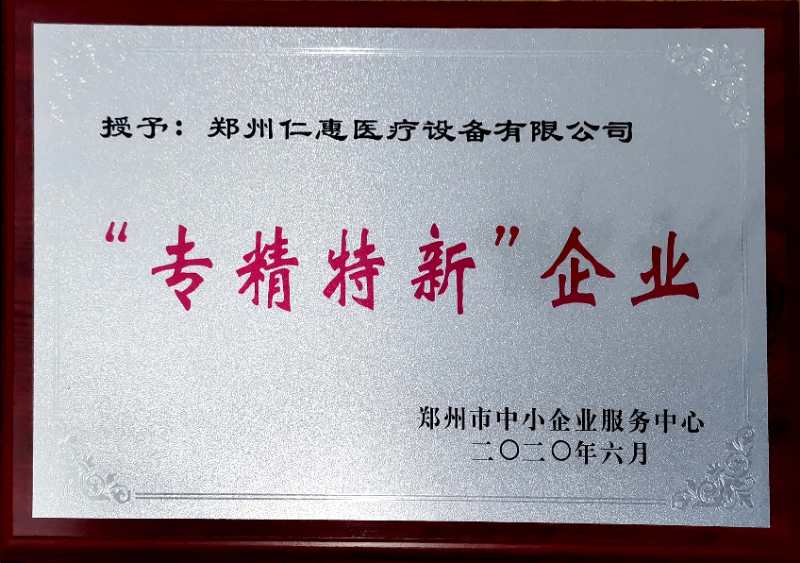 授予：郑州仁惠医疗设备有限公司
“专精特新”企业
郑州市中小企业服务中心
二〇二〇年六月